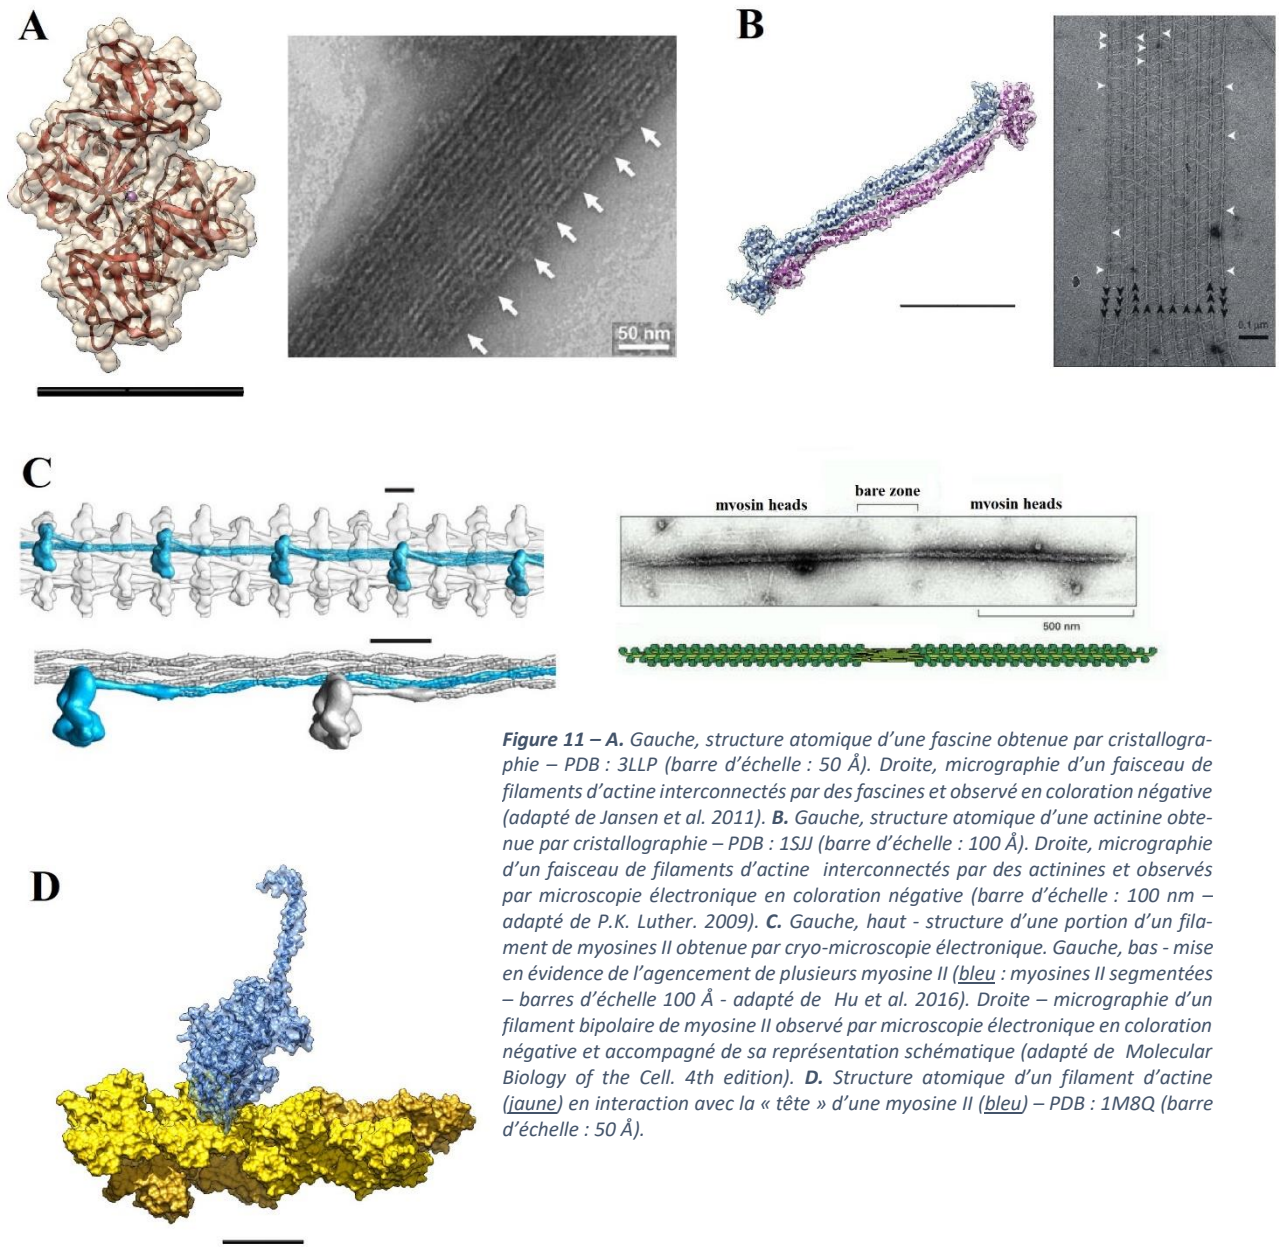 A
50 nm
B
0.1 µm
C
myosin heads
bare zone
myosin heads
500 nm
D
Figure 11 – A. Gauche, structure atomique d’une fascine obtenue par cristallogra-
phie – PDB : 3LLP (barre d’échelle : 50 Å). Droite, micrographie d’un faisceau de
filaments d’actine interconnectés par des fascines et observé en coloration négative
(adapté de Jansen et al. 2011). B. Gauche, structure atomique d’une actinine obte-
nue par cristallographie – PDB : 1SJJ (barre d’échelle : 100 Å). Droite, micrographie
d’un faisceau de filaments d’actine interconnectés par des actinines et observés
par microscopie électronique en coloration négative (barre d’échelle : 100 nm –
adapté de P.K. Luther. 2009). C. Gauche, haut - structure d’une portion d’un fila-
ment de myosines II obtenue par cryo-microscopie électronique. Gauche, bas - mise
en évidence de l’agencement de plusieurs myosine II (bleu : myosines II segmentées
– barres d’échelle 100 Å - adapté de Hu et al. 2016). Droite – micrographie d’un
filament bipolaire de myosine II observé par microscopie électronique en coloration
négative et accompagné de sa représentation schématique (adapté de Molecular
Biology of the Cell. 4th edition). D. Structure atomique d’un filament d’actine
(jaune) en interaction avec la « tête » d’une myosine II (bleu) – PDB : 1M8Q (barre
d’échelle : 50 Å).